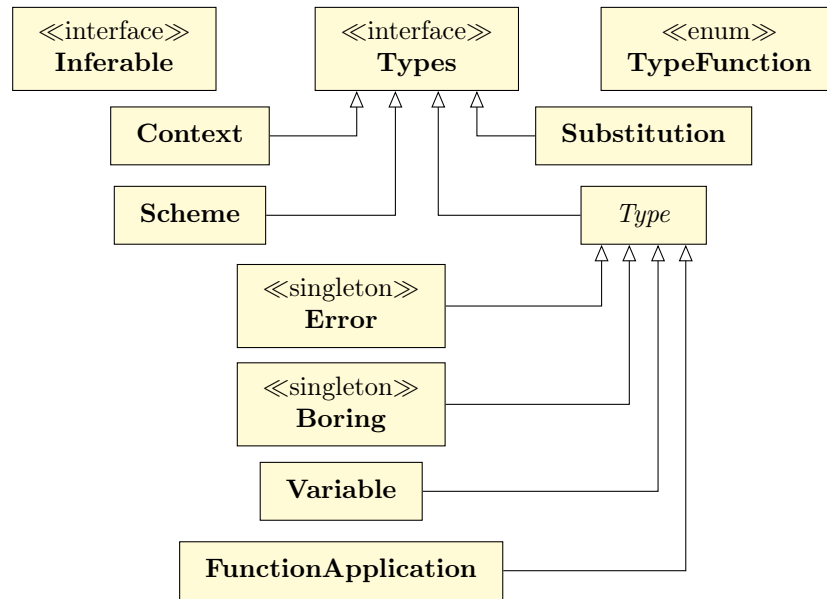 ≪interface≫
Inferable
≪interface≫
Types
≪enum≫
TypeFunction
Context
Substitution
Scheme
Type
≪singleton≫
Error
≪singleton≫
Boring
Variable
FunctionApplication